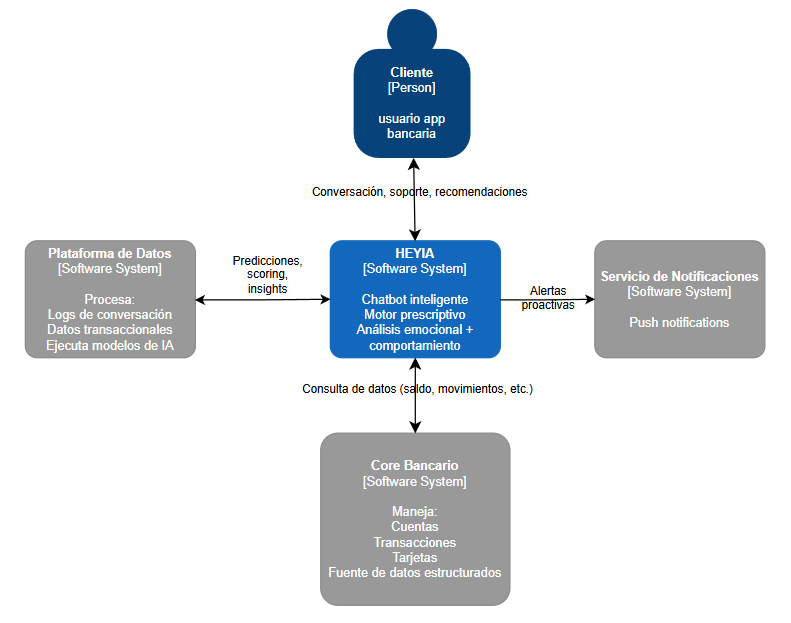 Cliente
[Person]
usuario app
bancaria
Conversación, soporte, recomendaciones
Plataforma de Datos
[Software System]
Procesa:
Logs de conversación
Datos transaccionales
Ejecuta modelos de IA
Predicciones,
scoring,
insights
HEYIA
[Software System]
Chatbot inteligente
Motor prescriptivo
Análisis emocional +
comportamiento
Alertas
proactivas
Servicio de Notificaciones
[Software System]
Push notifications
Consulta de datos (saldo, movimientos, etc.)
Core Bancario
[Software System]
Maneja:
Cuentas
Transacciones
Tarjetas
Fuente de datos estructurados